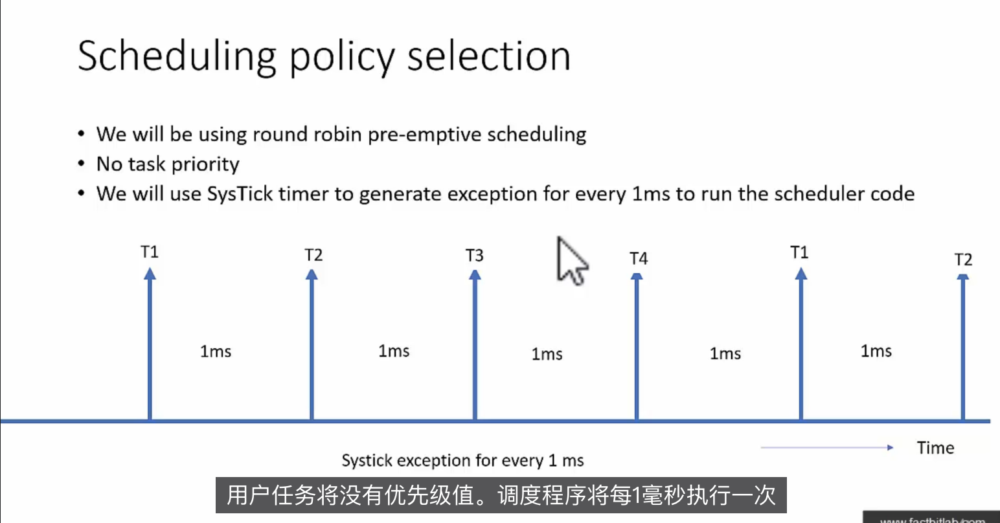 Scheduling policy selection
• We will be using round robin pre-emptive scheduling
• No task priority
• We will use SysTick timer to generate exception for every 1ms to run the scheduler code
T1 T2 T3 T4 T1 T2
1ms 1ms 1ms 1ms 1ms
Time
Systick exception for every 1 ms
用户任务将没有优先级值。调度程序将每1毫秒执行一次